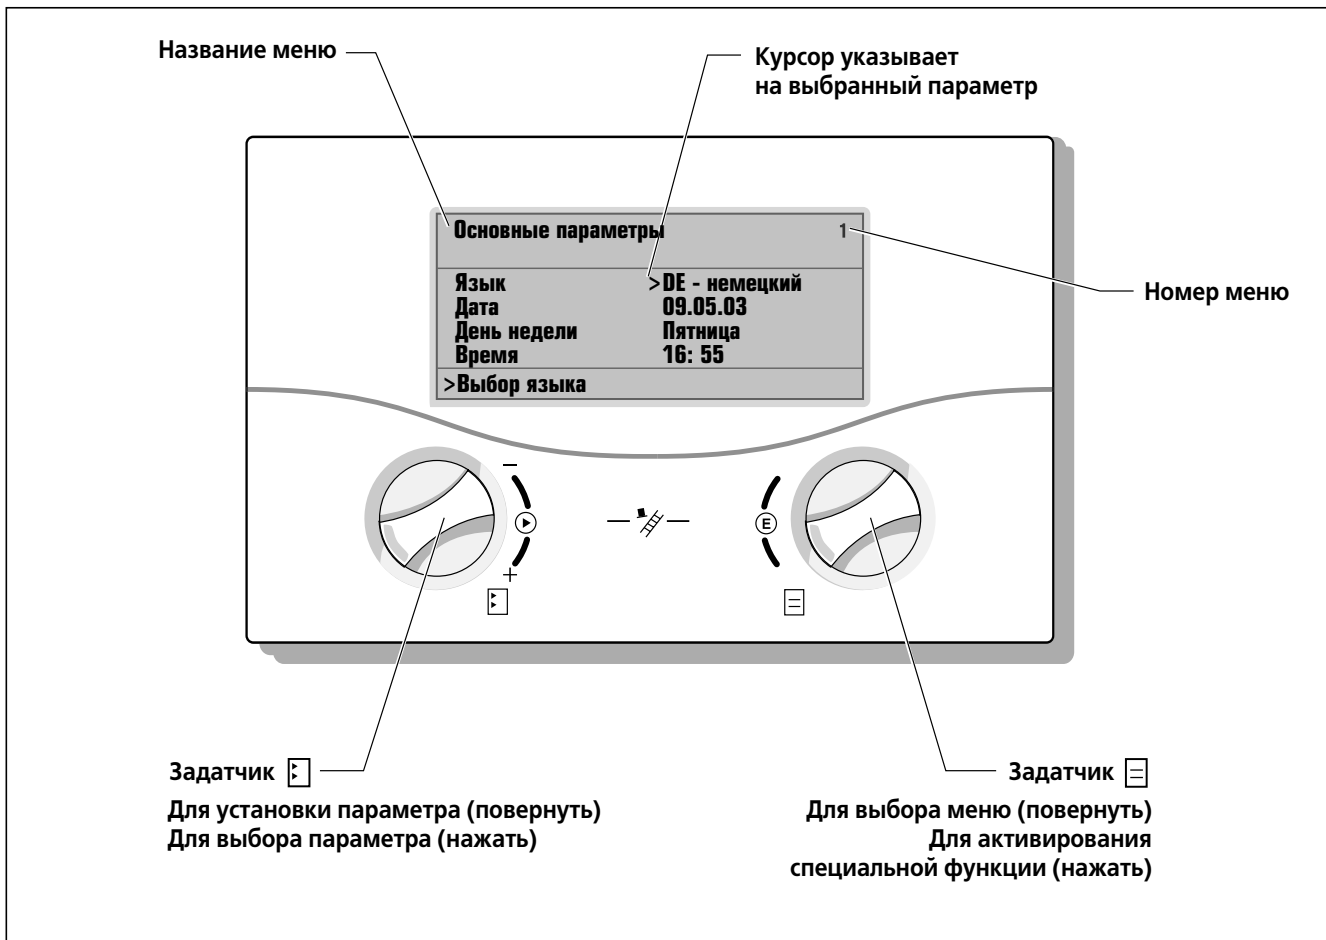 Название меню
Курсор указывает
на выбранный параметр
Основные параметры 1
Язык >DE - немецкий
Дата 09.05.03
День недели Пятница
Время 16: 55
>Выбор языка
Номер меню
−
+
E
Задатчик
Для установки параметра (повернуть)
Для выбора параметра (нажать)
Задатчик
Для выбора меню (повернуть)
Для активирования
специальной функции (нажать)